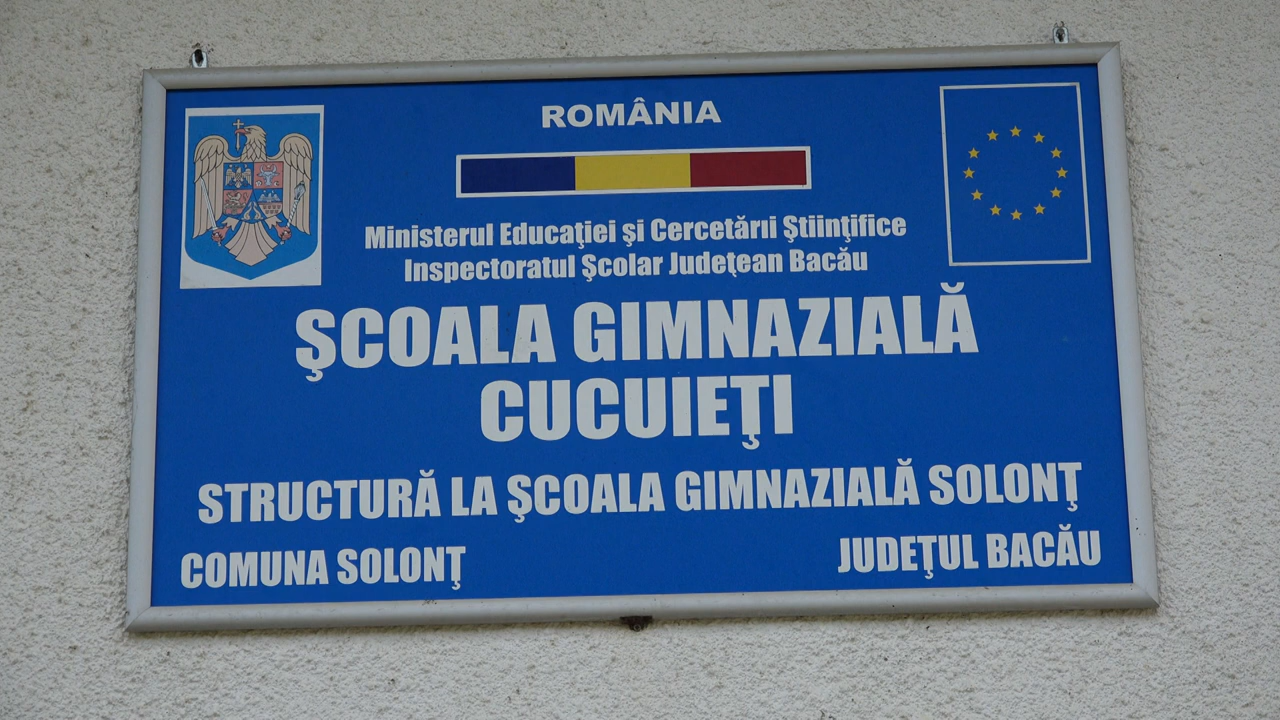 ROMÂNIA
Ministerul Educaţiei şi Cercetării Ştiinţifice
Inspectoratul Şcolar Judeţean Bacău
ŞCOALA GIMNAZIALĂ
CUCUIEŢI
STRUCTURĂ LA ŞCOALA GIMNAZIALĂ SOLONŢ
COMUNA SOLONŢ
JUDEŢUL BACĂU